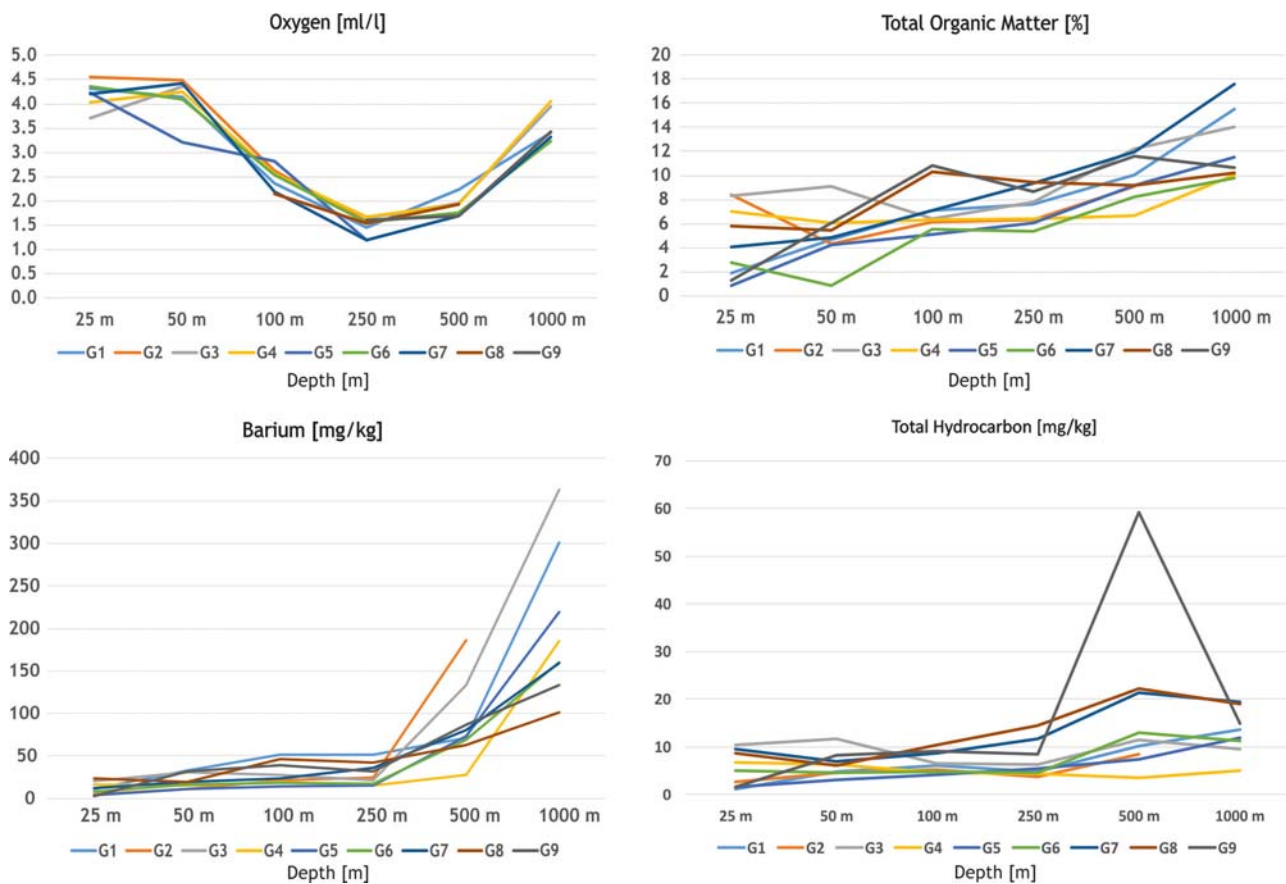 Oxygen [ml/l]
5.0
4.5
4.0
3.5
3.0
2.5
2.0
1.5
1.0
0.5
0.0
25 m 50 m 100 m 250 m 500 m 1000 m
G1 G2 G3 G4 G5 G6 G7 G8 G9
Depth [m]
Total Organic Matter [%]
20
18
16
14
12
10
8
6
4
2
0
25 m 50 m 100 m 250 m 500 m 1000 m
G1 G2 G3 G4 G5 G6 G7 G8 G9
Depth [m]
Barium [mg/kg]
400
350
300
250
200
150
100
50
0
25 m 50 m 100 m 250 m 500 m 1000 m
G1 G2 G3 G4 G5 G6 G7 G8 G9
Depth [m]
Total Hydrocarbon [mg/kg]
70
60
50
40
30
20
10
0
25 m 50 m 100 m 250 m 500 m 1000 m
G1 G2 G3 G4 G5 G6 G7 G8 G9
Depth [m]